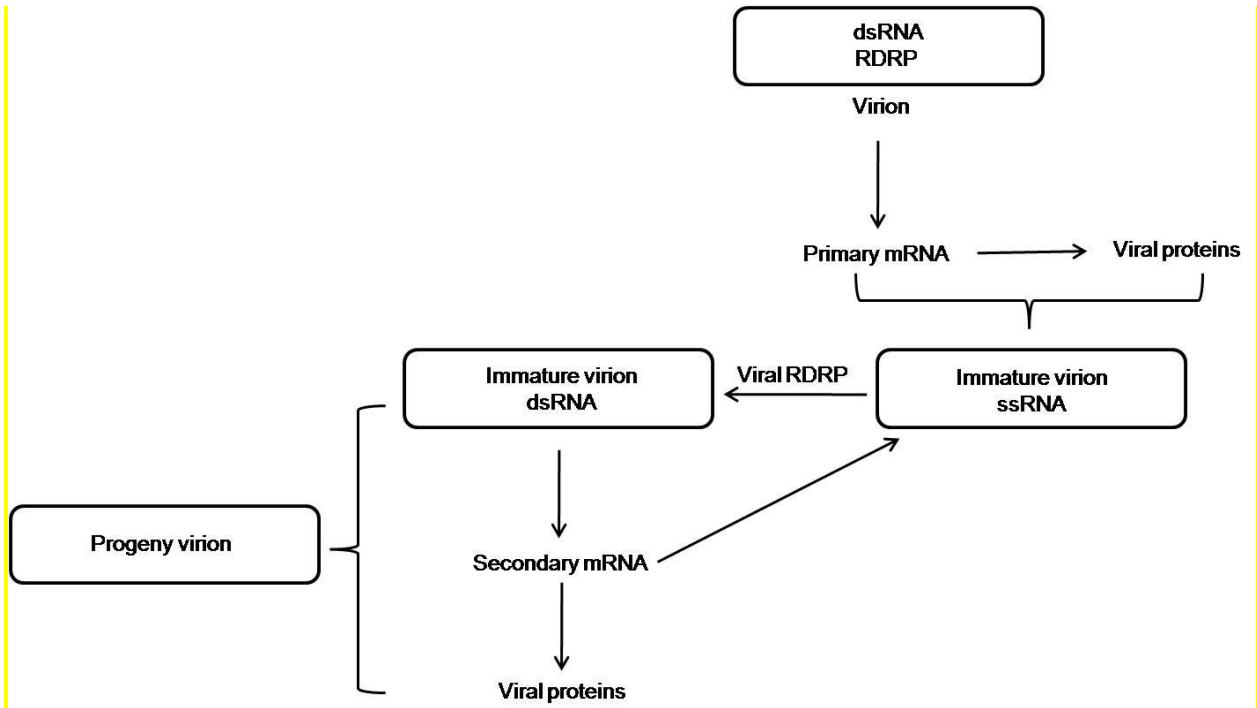 dsRNA
RDRP
Virion
Primary mRNA
Viral proteins
Immature virion
dsRNA
Viral RDRP
Immature virion
ssRNA
Progeny virion
Secondary mRNA
Viral proteins